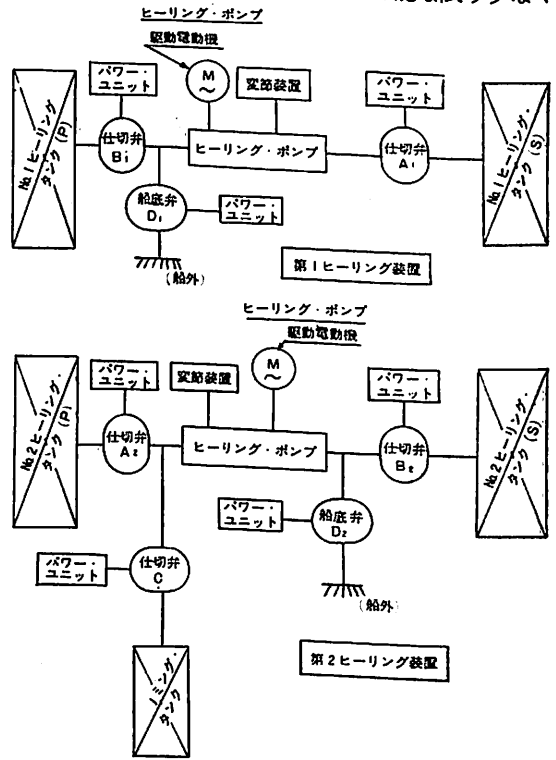 ヒーリング・ポンプ
駆動電動機
パワー・
ユニット
M
~
変節装置
パワー・
ユニット
No.1ヒーリング・
タンク(P)
仕切弁
B₁
ヒーリング・ポンプ
仕切弁
A₁
No.1ヒーリング・
タンク(S)
船底弁
D₁
パワー・
ユニット
(船外)
第1ヒーリング装置
ヒーリング・ポンプ
駆動電動機
パワー・
ユニット
変節装置
M
~
パワー・
ユニット
No.2ヒーリング・
タンク(P)
仕切弁
A₂
ヒーリング・ポンプ
仕切弁
B₂
No.2ヒーリング・
タンク(S)
パワー・
ユニット
船底弁
D₂
パワー・
ユニット
仕切弁
C
(船外)
トリミング・
タンク
第2ヒーリング装置